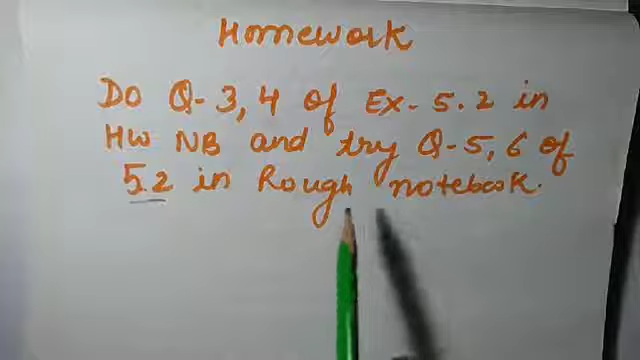 Homework
Do Q-3,4 of Ex-5.2 in
HW NB and try Q-5,6 of
5.2 in Rough notebook.